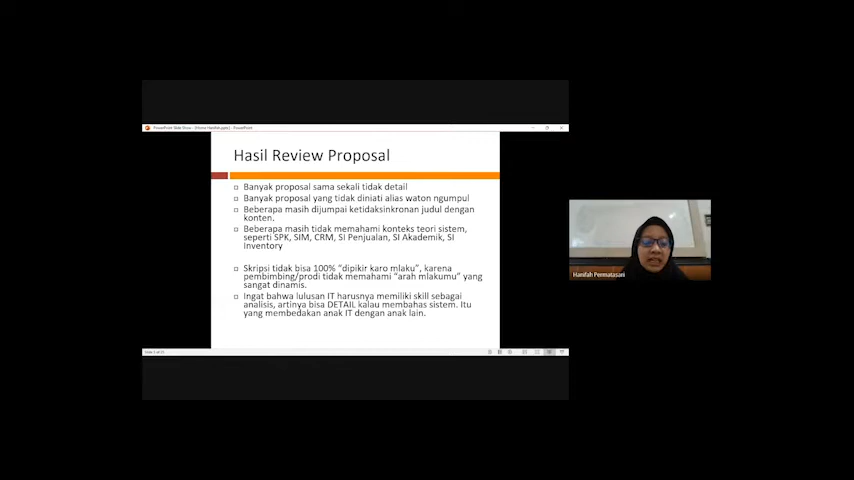 PowerPoint Slide Show
PowerPoint
Hasil Review Proposal
Banyak proposal sama sekali tidak detail
Banyak proposal yang tidak diniati alias waton ngumpul
Beberapa masih dijumpai ketidaksinkronan judul dengan
konten.
Beberapa masih tidak memahami konteks teori sistem,
seperti SPK, SIM, CRM, SI Penjualan, SI Akademik, SI
Inventory
Skripsi tidak bisa 100% “dipikir karo mlaku”, karena
pembimbing/prodi tidak memahami “arah mlakumu” yang
sangat dinamis.
Ingat bahwa lulusan IT harusnya memiliki skill sebagai
analisis, artinya bisa DETAIL kalau membahas sistem. Itu
yang membedakan anak IT dengan anak lain.
Hanifah Permatasari